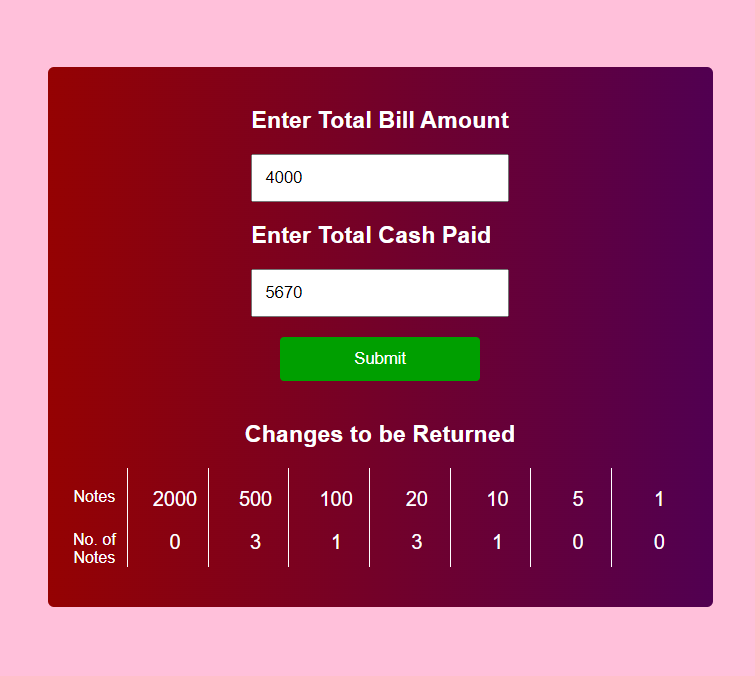 Enter Total Bill Amount
4000
Enter Total Cash Paid
5670
Submit
Changes to be Returned
Notes 2000 500 100 20 10 5 1
No. of Notes 0 3 1 3 1 0 0